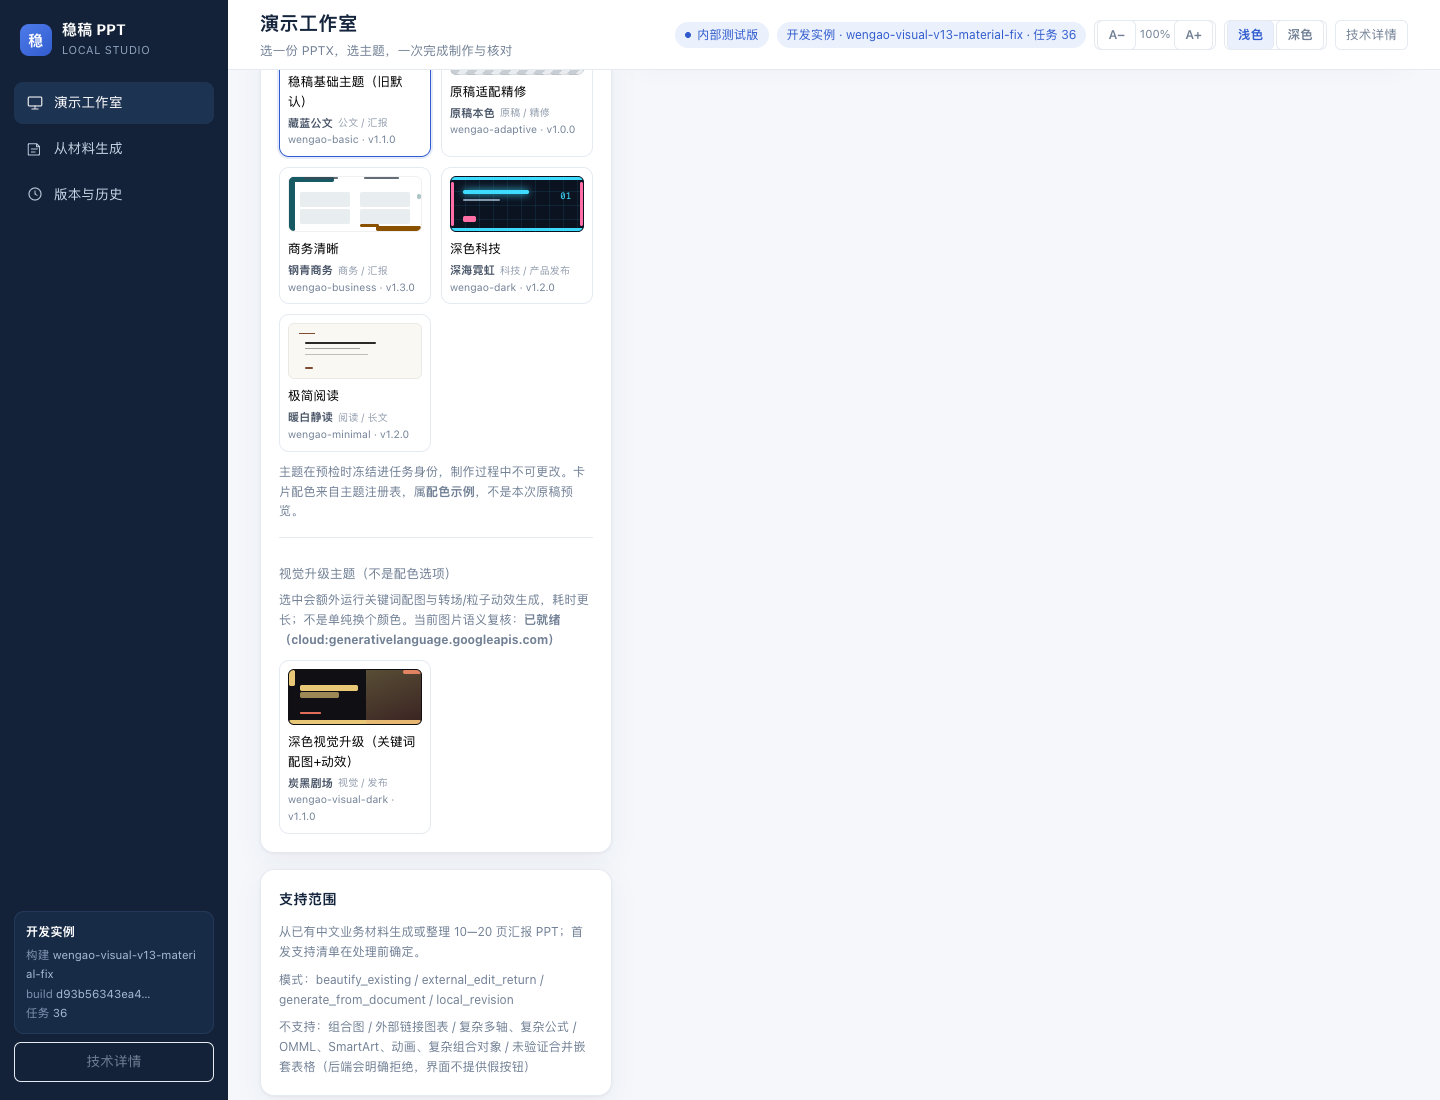 稳
稳稿 PPT
LOCAL STUDIO
演示工作室
从材料生成
版本与历史
开发实例
构建 wengao-visual-v13-materi
al-fix
build d93b56343ea4…
任务 36
技术详情
演示工作室
选一份 PPTX，选主题，一次完成制作与核对
内部测试版
开发实例 · wengao-visual-v13-material-fix · 任务 36
A−
100%
A+
浅色
深色
技术详情
稳稿基础主题（旧默
认）
藏蓝公文 公文 / 汇报
wengao-basic · v1.1.0
原稿适配精修
原稿本色 原稿 / 精修
wengao-adaptive · v1.0.0
商务清晰
钢青商务 商务 / 汇报
wengao-business · v1.3.0
01
深色科技
深海霓虹 科技 / 产品发布
wengao-dark · v1.2.0
极简阅读
暖白静读 阅读 / 长文
wengao-minimal · v1.2.0
主题在预检时冻结进任务身份，制作过程中不可更改。卡
片配色来自主题注册表，属配色示例，不是本次原稿预
览。
视觉升级主题（不是配色选项）
选中会额外运行关键词配图与转场/粒子动效生成，耗时更
长；不是单纯换个颜色。当前图片语义复核：已就绪
（cloud:generativelanguage.googleapis.com）
深色视觉升级（关键词
配图+动效）
炭黑剧场 视觉 / 发布
wengao-visual-dark ·
v1.1.0
支持范围
从已有中文业务材料生成或整理 10—20 页汇报 PPT；首
发支持清单在处理前确定。
模式：beautify_existing / external_edit_return /
generate_from_document / local_revision
不支持：组合图 / 外部链接图表 / 复杂多轴、复杂公式 /
OMML、SmartArt、动画、复杂组合对象 / 未验证合并嵌
套表格（后端会明确拒绝，界面不提供假按钮）